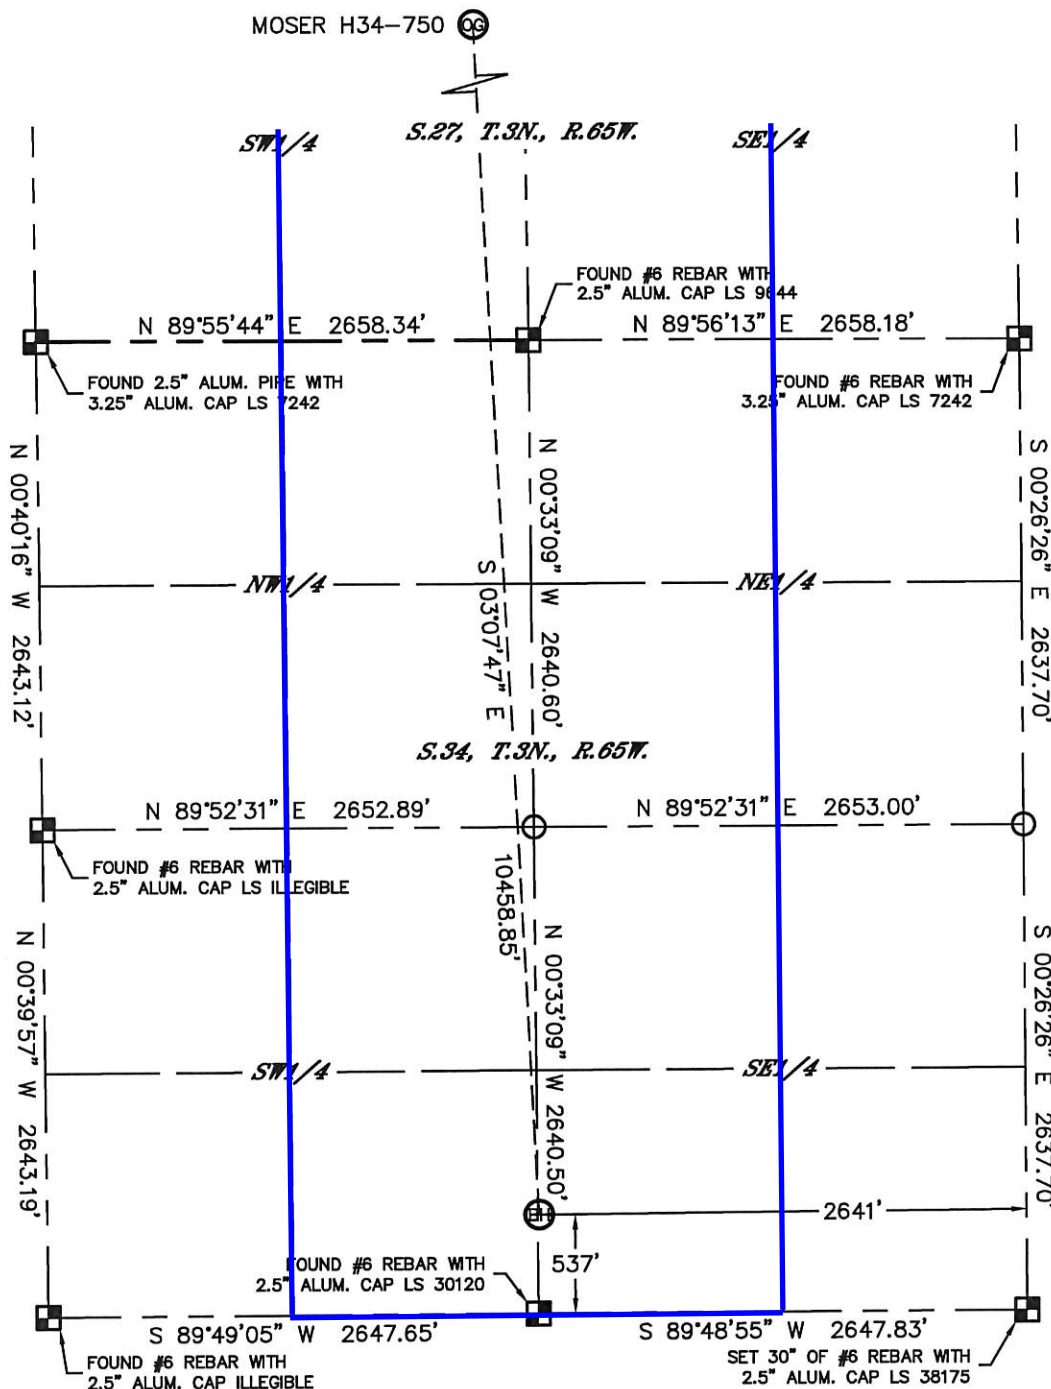 MOSER H34-750 OG
S.27, T.3N., R.65W.
SW1/4
SE1/4
FOUND #6 REBAR WITH
2.5" ALUM. CAP LS 9644
N 89°55'44" E 2658.34'
N 89°56'13" E 2658.18'
FOUND 2.5" ALUM. PIPE WITH
3.25" ALUM. CAP LS 7242
FOUND #6 REBAR WITH
3.25" ALUM. CAP LS 7242
N 00°40'16" W 2643.12'
S 03°07'47" E
10458.85'
N 00°33'09" W 2640.60'
S 00°26'26" E 2637.70'
NW1/4
NE1/4
S.34, T.3N., R.65W.
N 89°52'31" E 2652.89'
N 89°52'31" E 2653.00'
FOUND #6 REBAR WITH
2.5" ALUM. CAP LS ILLEGIBLE
N 00°39'57" W 2643.19'
N 00°33'09" W 2640.50'
S 00°26'26" E 2637.70'
SW1/4
SE1/4
BH
2641'
537'
FOUND #6 REBAR WITH
2.5" ALUM. CAP LS 30120
S 89°49'05" W 2647.65'
S 89°48'55" W 2647.83'
FOUND #6 REBAR WITH
2.5" ALUM. CAP ILLEGIBLE
SET 30" OF #6 REBAR WITH
2.5" ALUM. CAP LS 38175